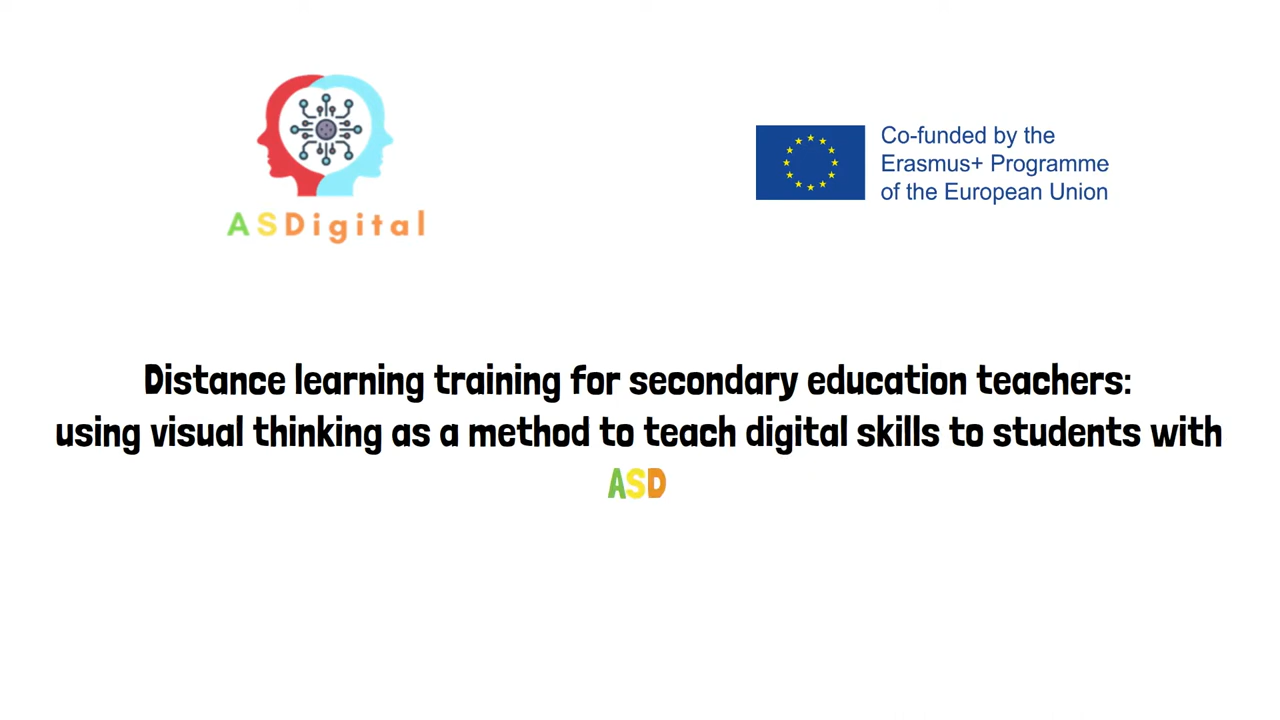 ASDigital
Co-funded by the
Erasmus+ Programme
of the European Union
Distance learning training for secondary education teachers:
using visual thinking as a method to teach digital skills to students with
ASD